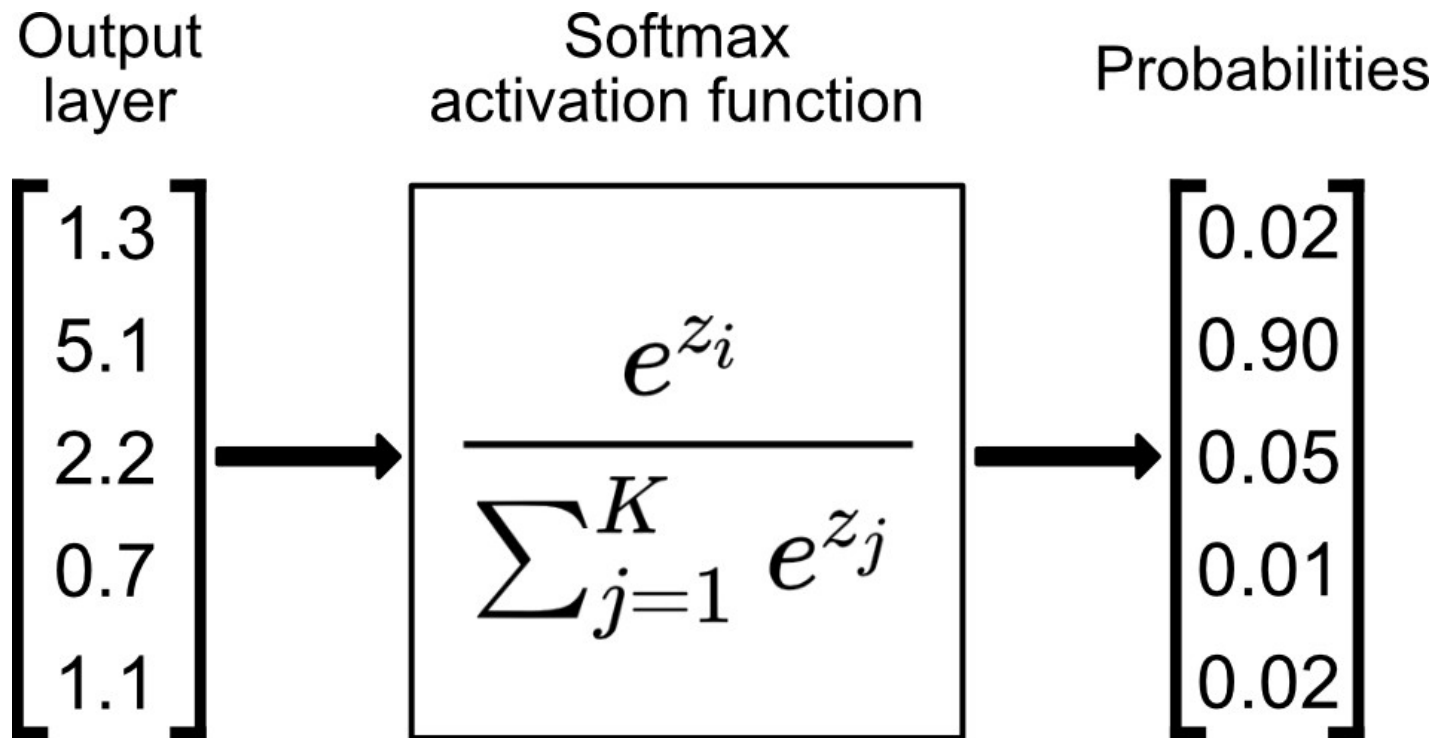 Output
layer
Softmax
activation function
Probabilities
1.3
5.1
2.2
0.7
1.1
e^{z_i}
∑_{j=1}^{K} e^{z_j}
0.02
0.90
0.05
0.01
0.02